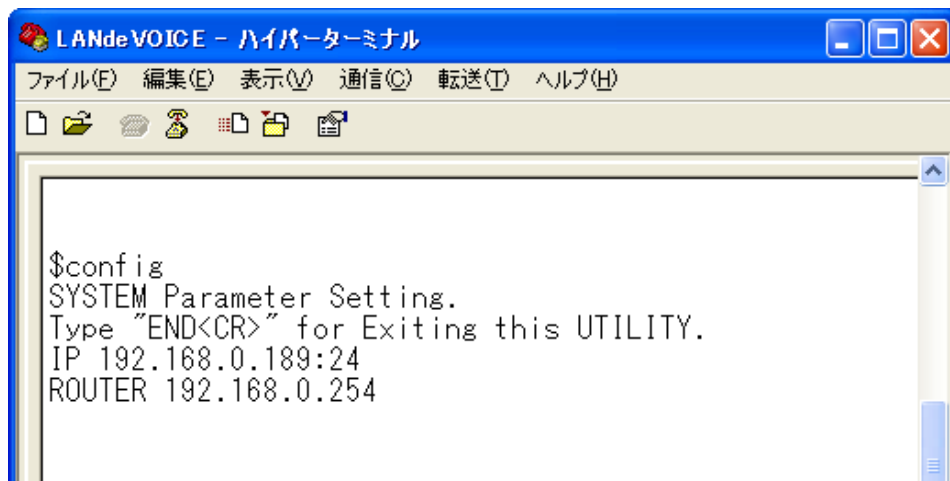 LANdeVOICE - ハイパーターミナル
ファイル(F) 編集(E) 表示(V) 通信(C) 転送(T) ヘルプ(H)
$config
SYSTEM Parameter Setting.
Type "END<CR>" for Exiting this UTILITY.
IP 192.168.0.189:24
ROUTER 192.168.0.254